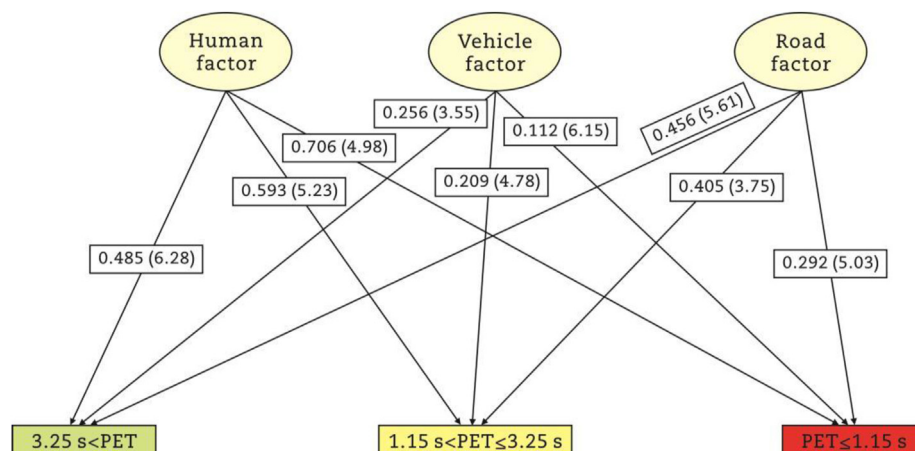 Human
factor
Vehicle
factor
Road
factor
0.256 (3.55)
0.456 (5.61)
0.112 (6.15)
0.706 (4.98)
0.209 (4.78)
0.405 (3.75)
0.593 (5.23)
0.485 (6.28)
0.292 (5.03)
3.25 s<PET
1.15 s<PET≤3.25 s
PET≤1.15 s